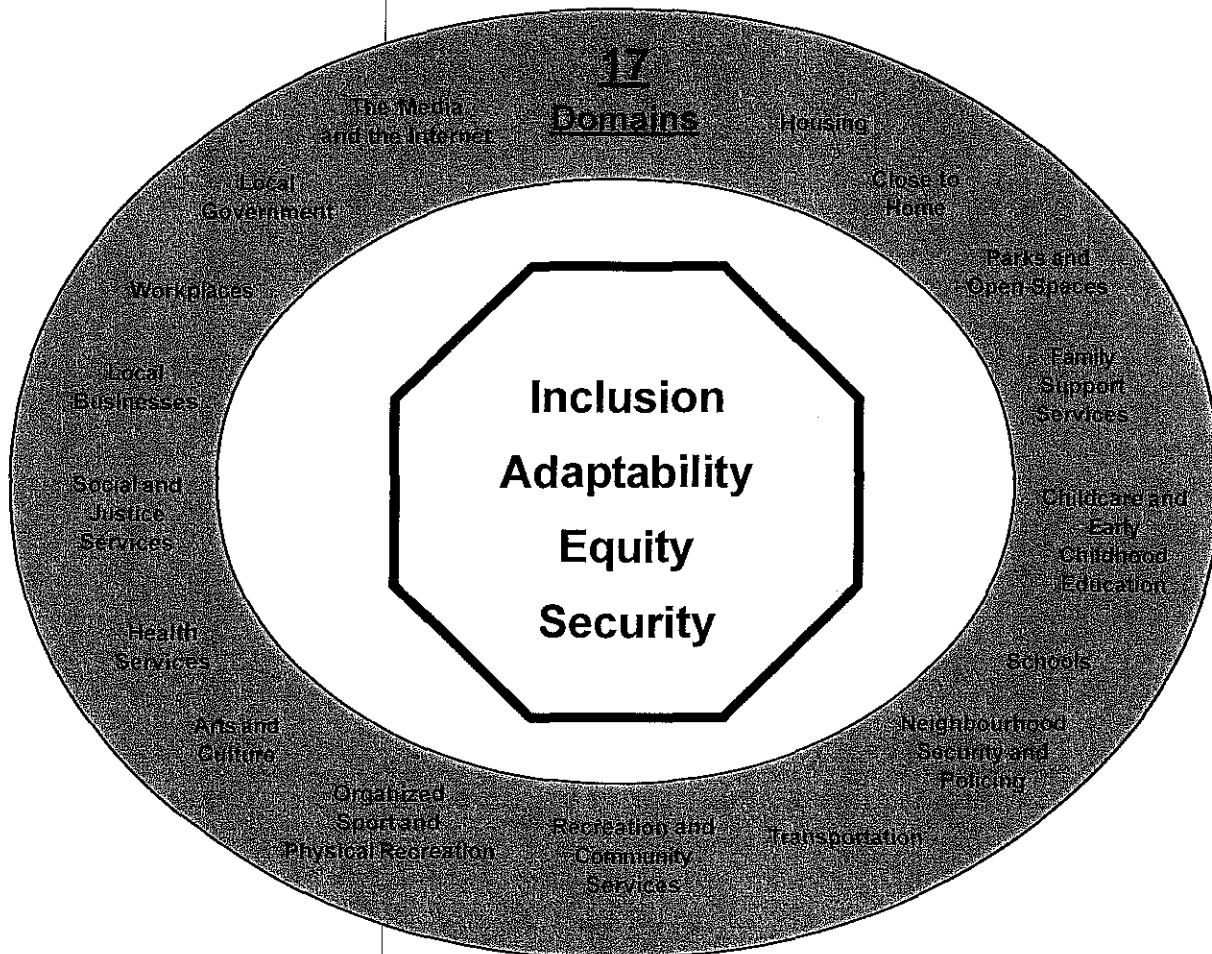 17
Domains
Housing
Close to
Home
Parks and
Open Spaces
Family
Support
Services
Childcare and
Early
Childhood
Education
Schools
Neighbourhood
Security and
Policing
Transportation
Recreation and
Community
Services
Organized
Sport and
Physical Recreation
Arts and
Culture
Health
Services
Social and
Justice
Services
Local
Businesses
Workplaces
Local
Government
The Media
and the Internet
Inclusion
Adaptability
Equity
Security